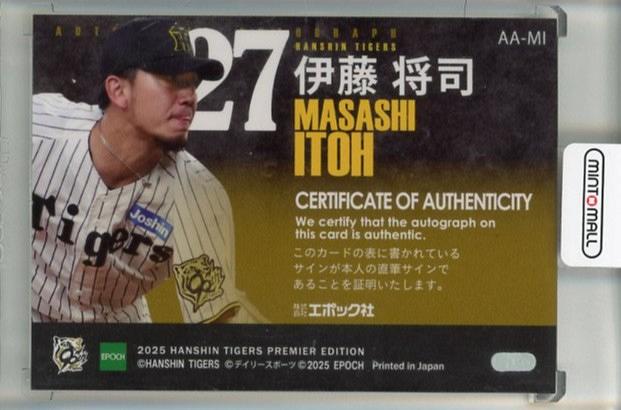 AUTOGRAPH
AA-MI
27
HANSHIN TIGERS
伊藤 将司
MASASHI
ITOH
CERTIFICATE OF AUTHENTICITY
We certify that the autograph on
this card is authentic.
このカードの表に書かれている
サインが本人の直筆サインで
あることを証明いたします。
株式会社エポック社
Joshin
Tigers
MINT MALL
EPOCH
2025 HANSHIN TIGERS PREMIER EDITION
©HANSHIN TIGERS ©デイリースポーツ ©2025 EPOCH Printed in Japan